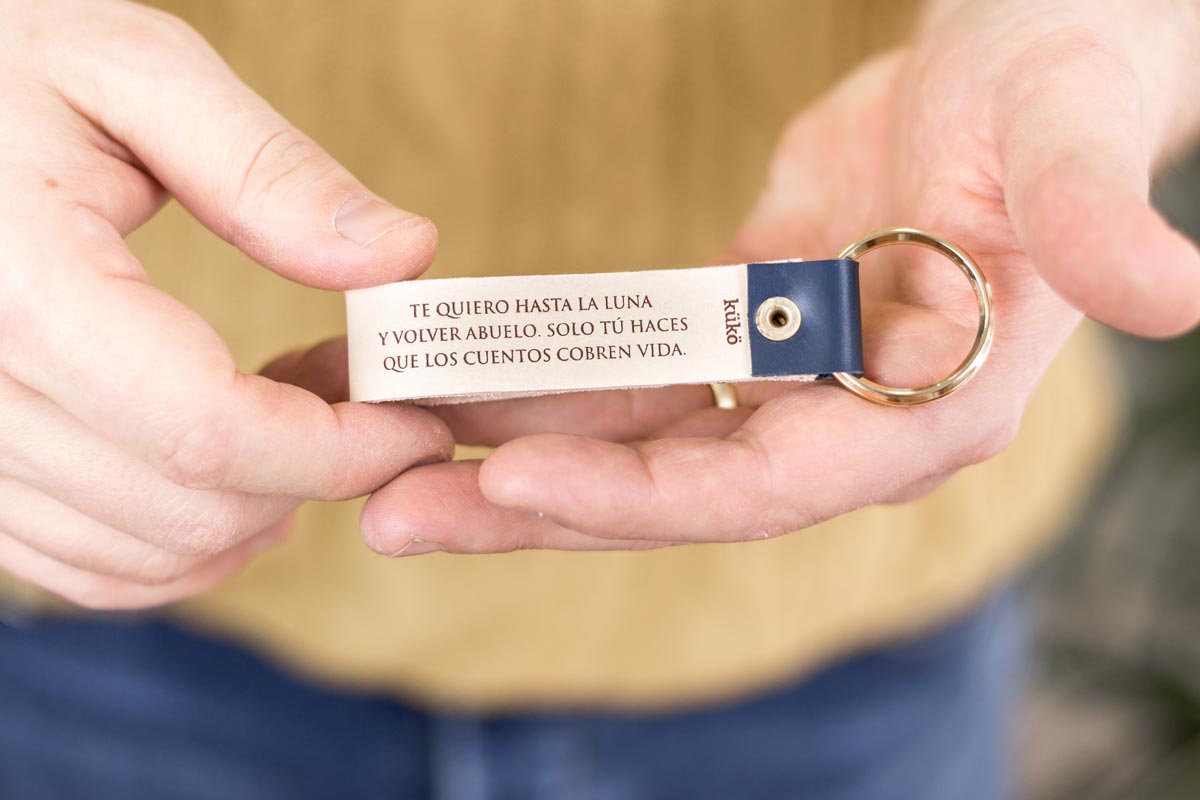 TE QUIERO HASTA LA LUNA
Y VOLVER ABUELO. SOLO TÚ HACES
QUE LOS CUENTOS COBREN VIDA.
kükö